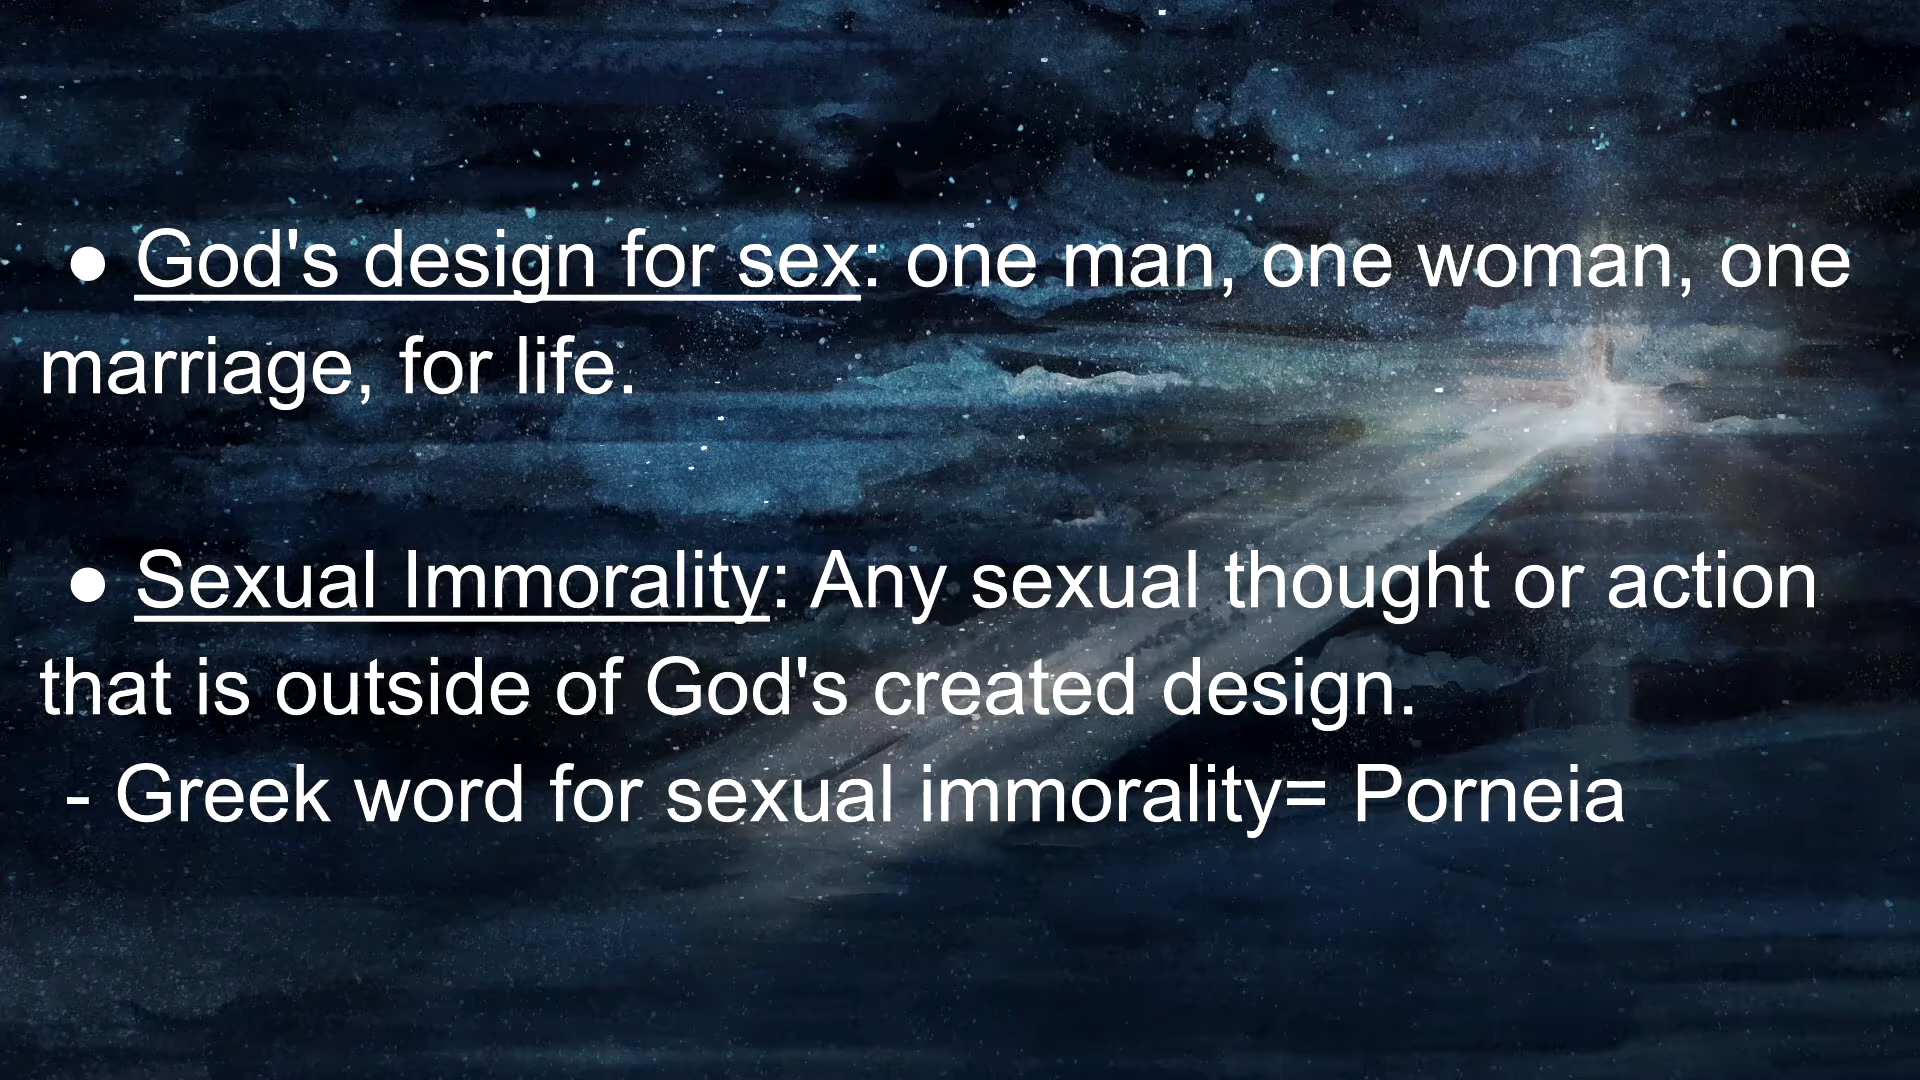 ● God's design for sex: one man, one woman, one
marriage, for life.
● Sexual Immorality: Any sexual thought or action
that is outside of God's created design.
- Greek word for sexual immorality= Porneia